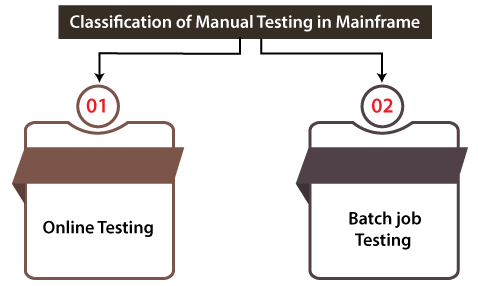 Classification of Manual Testing in Mainframe
01
02
Online Testing
Batch job
Testing